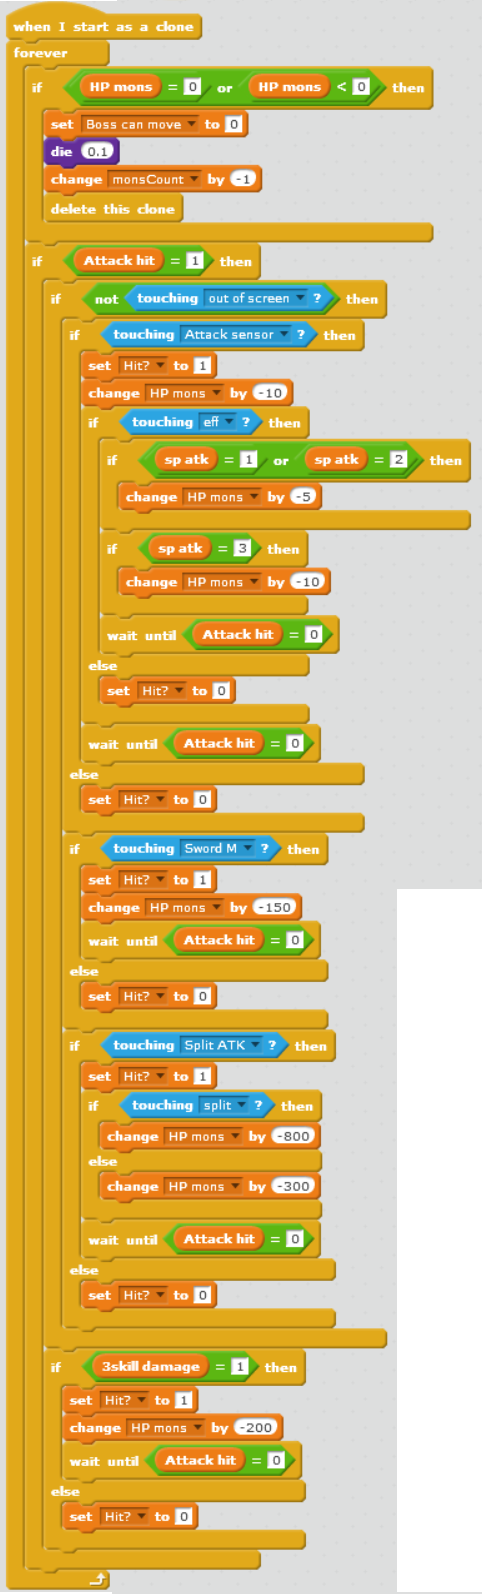 when I start as a clone
forever
if HP mons = 0 or HP mons < 0 then
set Boss can move to 0
die 0.1
change monsCount by -1
delete this clone
if Attack hit = 1 then
if not touching out of screen ? then
if touching Attack sensor ? then
set Hit? to 1
change HP mons by -10
if touching eff ? then
if sp atk = 1 or sp atk = 2 then
change HP mons by -5
if sp atk = 3 then
change HP mons by -10
wait until Attack hit = 0
else
set Hit? to 0
wait until Attack hit = 0
else
set Hit? to 0
if touching Sword M ? then
set Hit? to 1
change HP mons by -150
wait until Attack hit = 0
else
set Hit? to 0
if touching Split ATK ? then
set Hit? to 1
if touching split ? then
change HP mons by -800
else
change HP mons by -300
wait until Attack hit = 0
else
set Hit? to 0
if 3skill damage = 1 then
set Hit? to 1
change HP mons by -200
wait until Attack hit = 0
else
set Hit? to 0